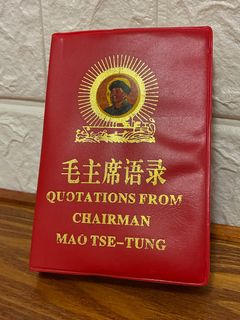 毛主席语录
QUOTATIONS FROM
CHAIRMAN
MAO TSE-TUNG